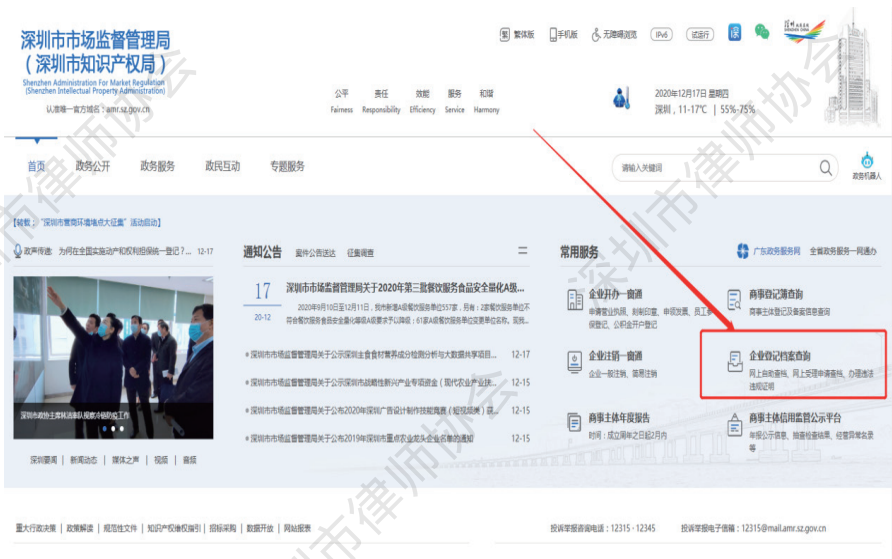 深圳市市场监督管理局
（深圳市知识产权局）
Shenzhen Administration For Market Regulation
(Shenzhen Intellectual Property Administration)
认准唯一官方域名：amr.sz.gov.cn
繁 繁体版 手机版 无障碍浏览 IPv6 试运行
公平 责任 效能 服务 和谐
Fairness Responsibility Efficiency Service Harmony
2020年12月17日 星期四
深圳，11-17℃ | 55%-75%
首页 政务公开 政务服务 政民互动 专题服务
请输入关键词
政务机器人
【转载：“深圳市营商环境堵点大征集”活动启动】
政声传递：为何在全国实施动产和权利担保统一登记？... 12-17
深圳市政协主席林洁率队视察冷链防疫工作
深圳要闻 | 新闻动态 | 媒体之声 | 视频 | 音频
通知公告 案件公告送达 征集调查
17
20-12
深圳市市场监督管理局关于2020年第三批餐饮服务食品安全量化A级...
2020年9月10日至12月11日，我市新增A级餐饮服务单位557家，另有：2家餐饮服务单位不
符合餐饮服务食品安全量化等级A级要求予以降级；61家A级餐饮服务单位变更单位名称。现我...
深圳市市场监督管理局关于公示深圳主食食材营养成分检测分析与大数据共享项目... 12-17
深圳市市场监督管理局关于公示深圳市战略性新兴产业专项资金（现代农业产业扶... 12-15
深圳市市场监督管理局关于公布2020年深圳广告设计制作技能竞赛（短视频类）获... 12-15
深圳市市场监督管理局关于公布2019年深圳市重点农业龙头企业名单的通知 12-15
常用服务
广东政务服务网 全省政务服务一网通办
企业开办一窗通
申请营业执照、刻制印章、申领发票、员工参
保登记、公积金开户登记
商事登记簿查询
商事主体登记及备案信息查询
企业注销一窗通
企业一般注销、简易注销
企业登记档案查询
网上自助查档、网上受理申请查档、办理违法
违规证明
商事主体年度报告
时间：成立周年之日起2月内
商事主体信用监管公示平台
年报公示信息、抽查检查结果、经营异常名录
等
重大行政决策 | 政策解读 | 规范性文件 | 知识产权维权指引 | 招标采购 | 数据开放 | 网站报表
投诉举报咨询电话：12315、12345 投诉举报电子信箱：12315@mail.amr.sz.gov.cn
深圳市律师协会